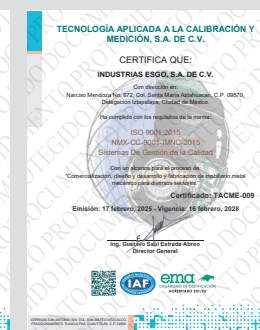 TECNOLOGÍA APLICADA A LA CALIBRACIÓN Y
MEDICIÓN, S.A. DE C.V.
CERTIFICA QUE:
INDUSTRIAS ESGO, S.A. DE C.V.
Con dirección en:
Narciso Mendoza No. 672, Col. Santa María Aztahuacan, C.P. 09570,
Delegación Iztapalapa, Ciudad de México.
Ha cumplido con los requisitos de la norma:
ISO 9001:2015
NMX-CC-9001-IMNC-2015
Sistemas De Gestión de la Calidad
Con un alcance para el proceso de:
"Comercialización, diseño y desarrollo y fabricación de mobiliario metal
mecánico para diversos sectores."
Certificado: TACME-009
Emisión: 17 febrero, 2025 - Vigencia: 16 febrero, 2028
Ing. Gustavo Saúl Estrada Abreo
Director General
IAF
ema
ORGANISMO DE CERTIFICACIÓN